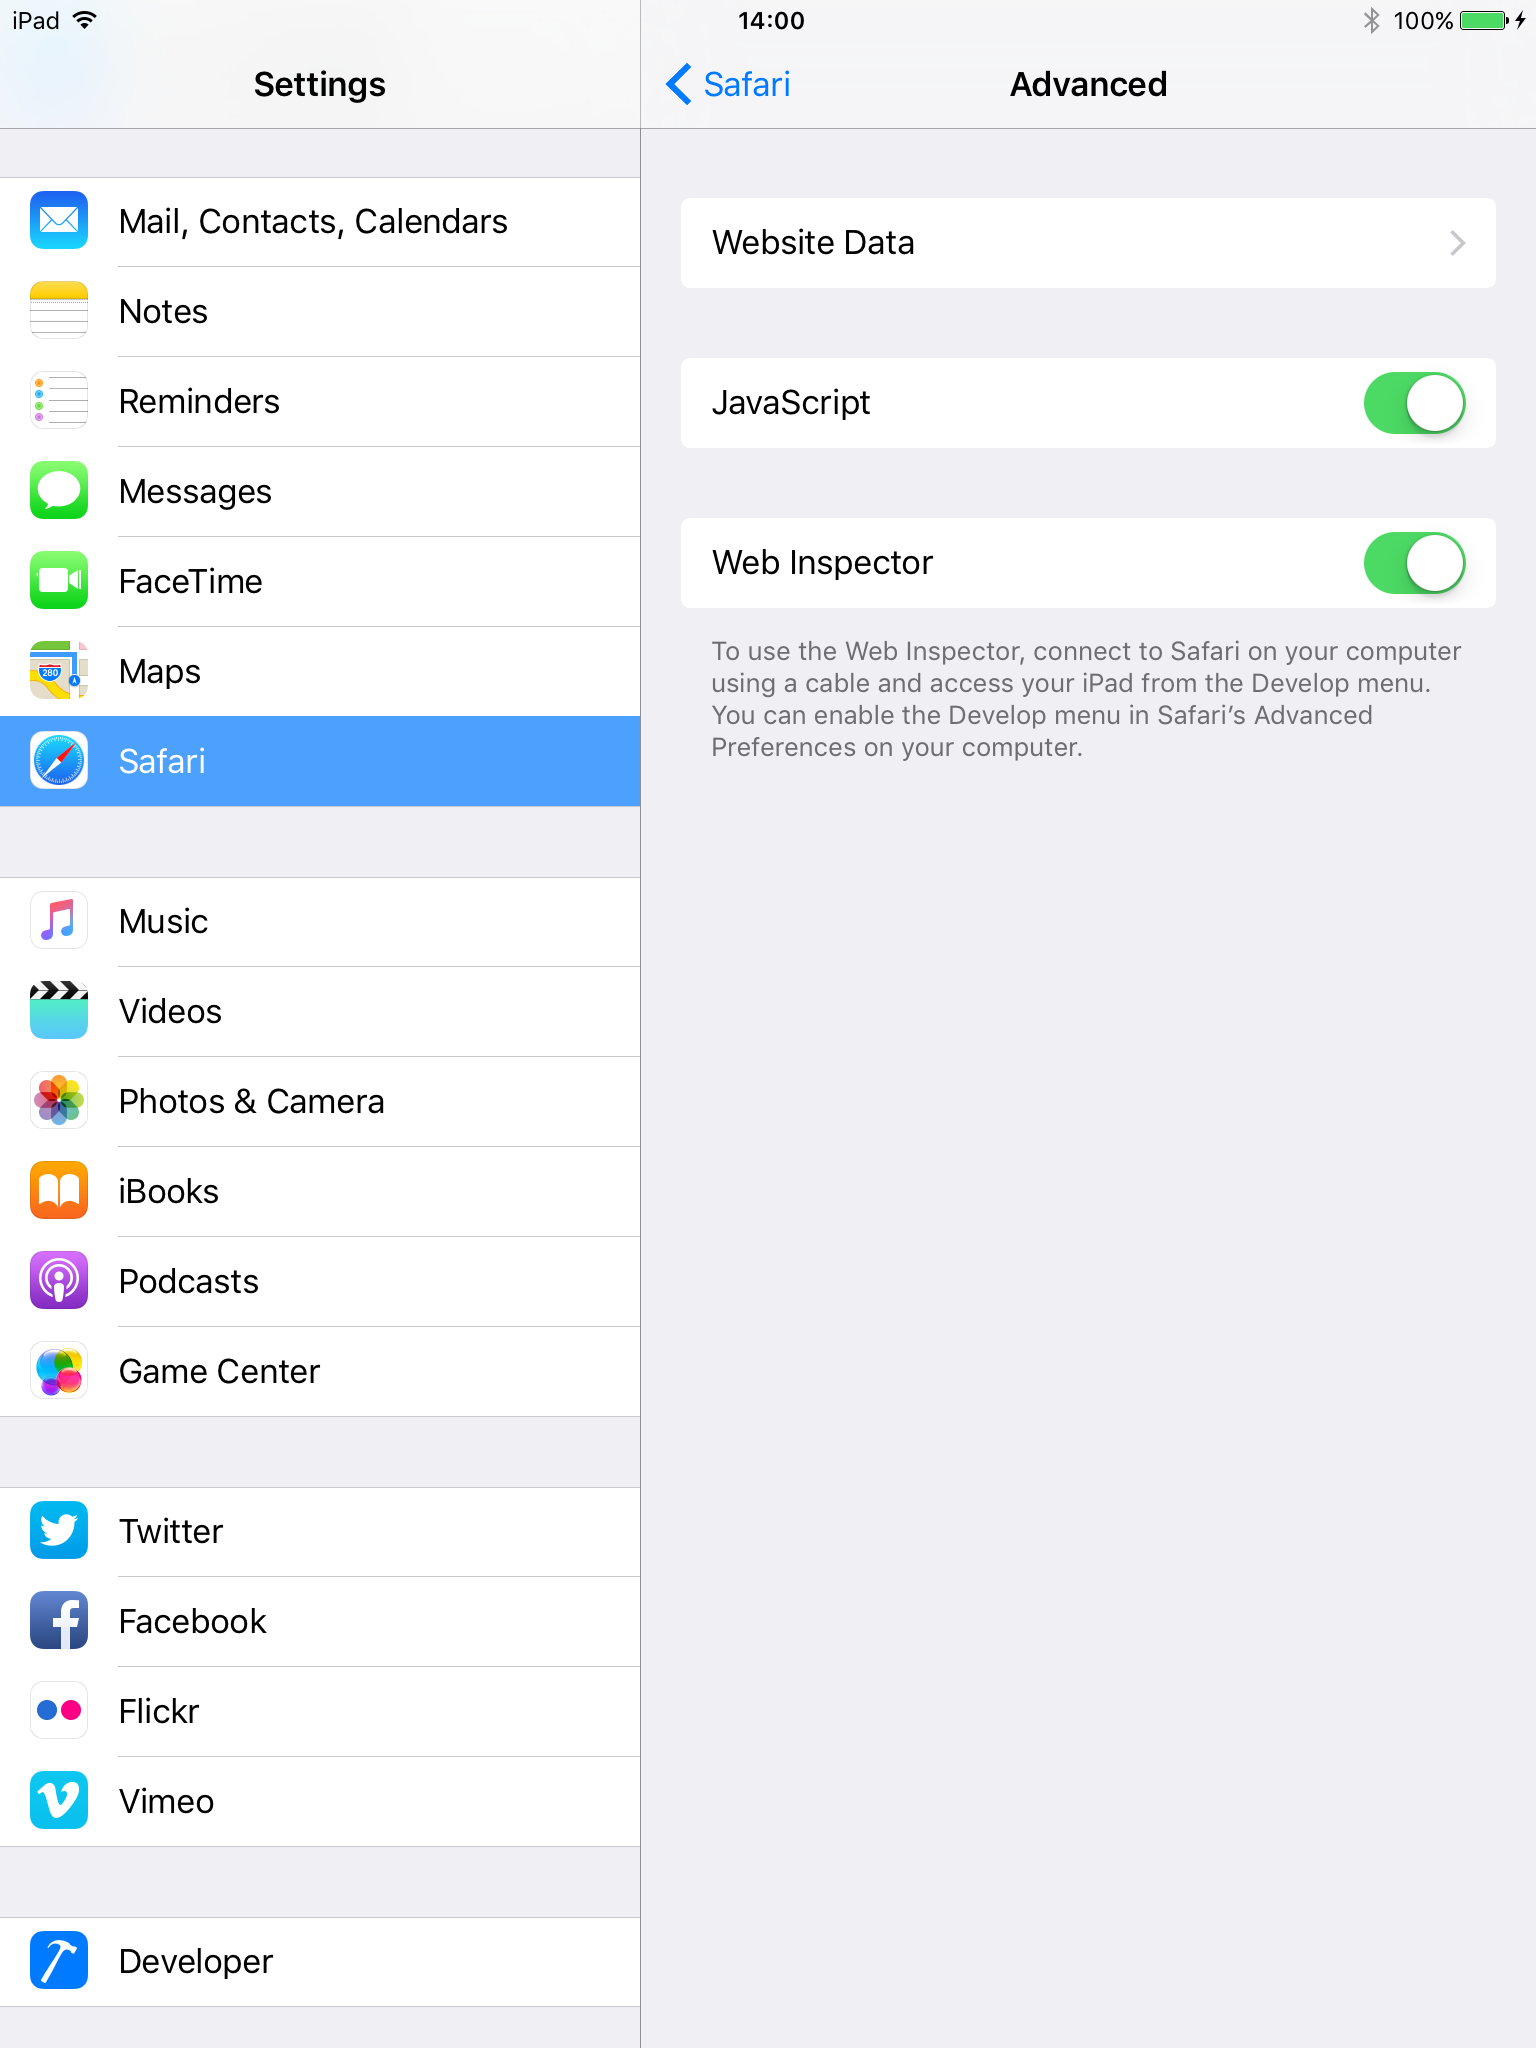 iPad
14:00
100%
Settings
Mail, Contacts, Calendars
Notes
Reminders
Messages
FaceTime
280
Maps
Safari
Music
Videos
Photos & Camera
iBooks
Podcasts
Game Center
Twitter
Facebook
Flickr
Vimeo
Developer
Safari
Advanced
Website Data
JavaScript
Web Inspector
To use the Web Inspector, connect to Safari on your computer
using a cable and access your iPad from the Develop menu.
You can enable the Develop menu in Safari’s Advanced
Preferences on your computer.